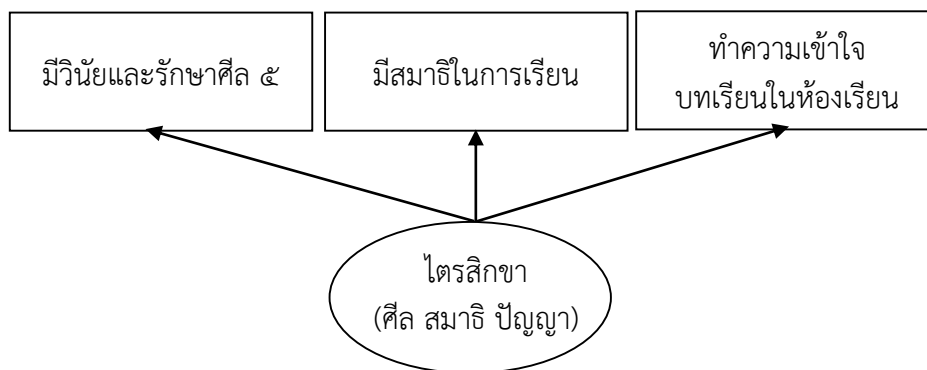 มีวินัยและรักษาศีล ๕
มีสมาธิในการเรียน
ทำความเข้าใจ
บทเรียนในห้องเรียน
ไตรสิกขา
(ศีล สมาธิ ปัญญา)